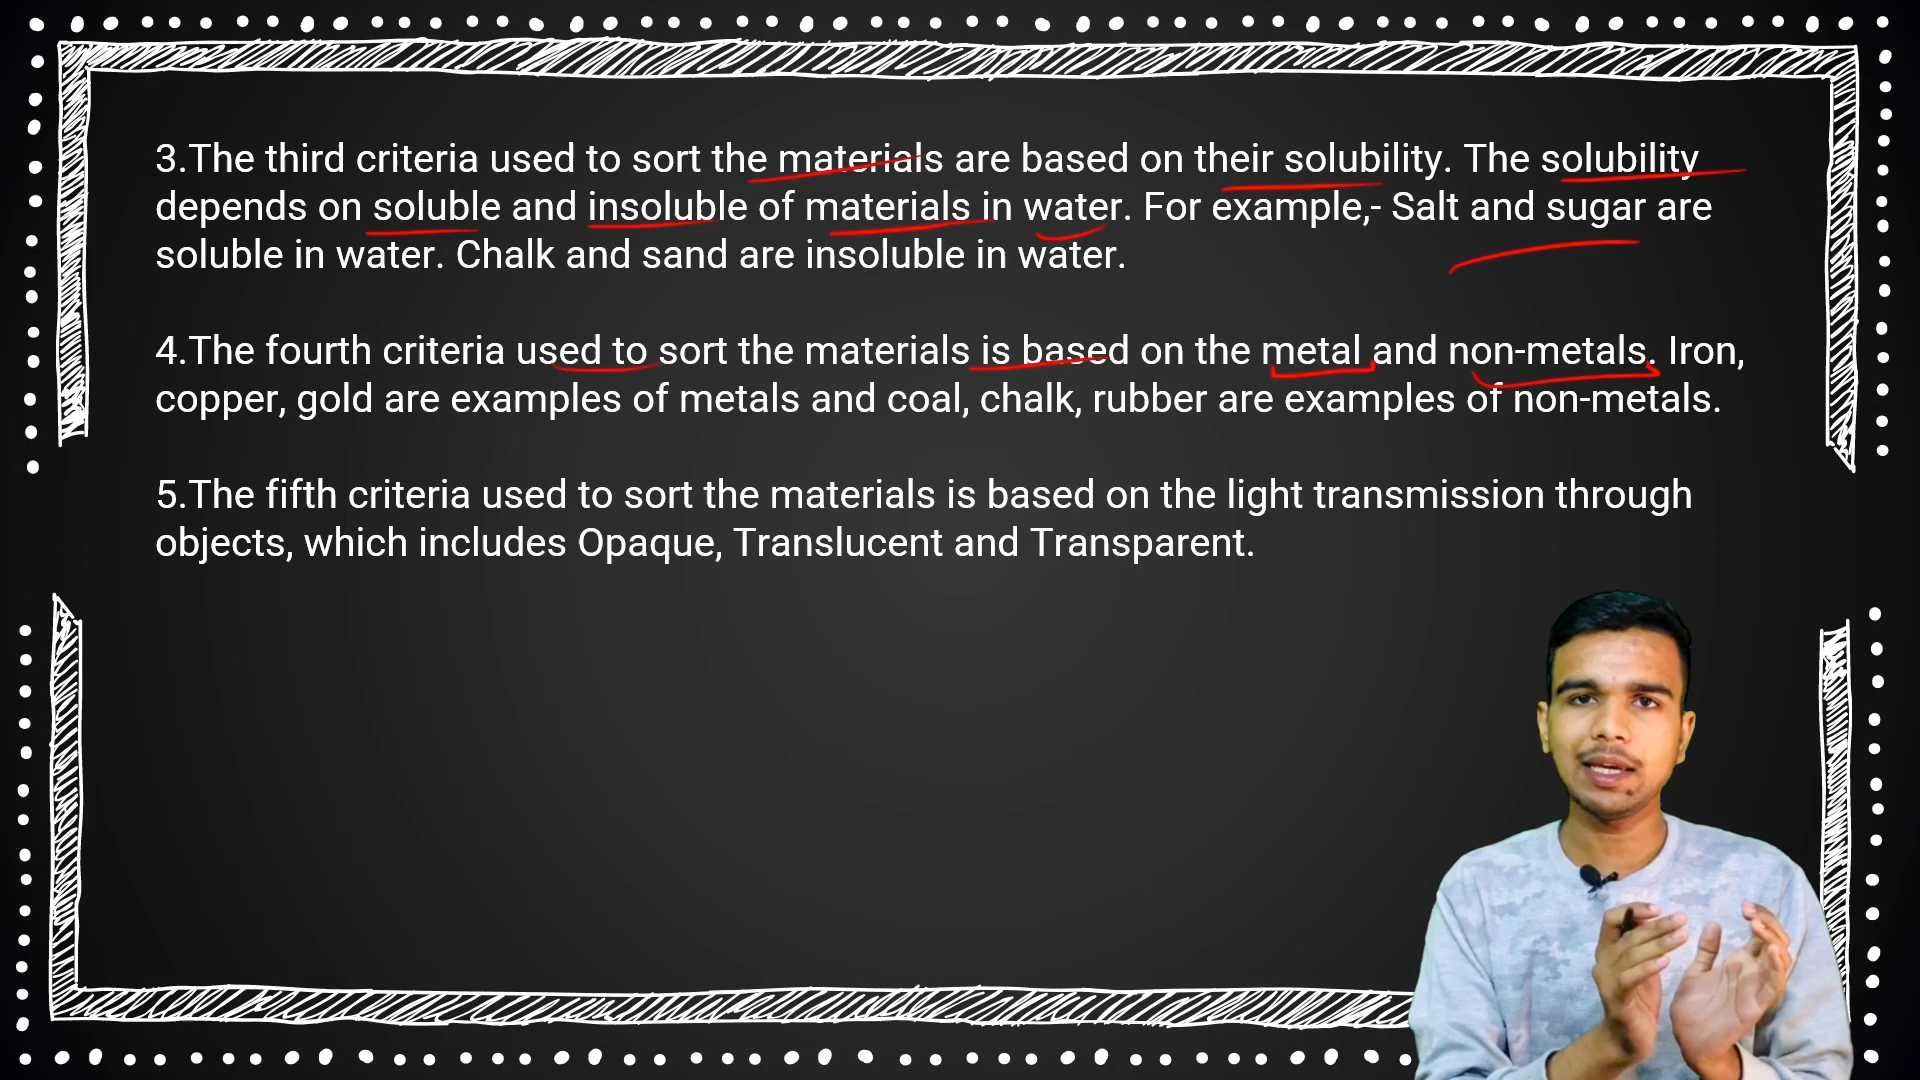 3.The third criteria used to sort the materials are based on their solubility. The solubility
depends on soluble and insoluble of materials in water. For example,- Salt and sugar are
soluble in water. Chalk and sand are insoluble in water.
4.The fourth criteria used to sort the materials is based on the metal and non-metals. Iron,
copper, gold are examples of metals and coal, chalk, rubber are examples of non-metals.
5.The fifth criteria used to sort the materials is based on the light transmission through
objects, which includes Opaque, Translucent and Transparent.